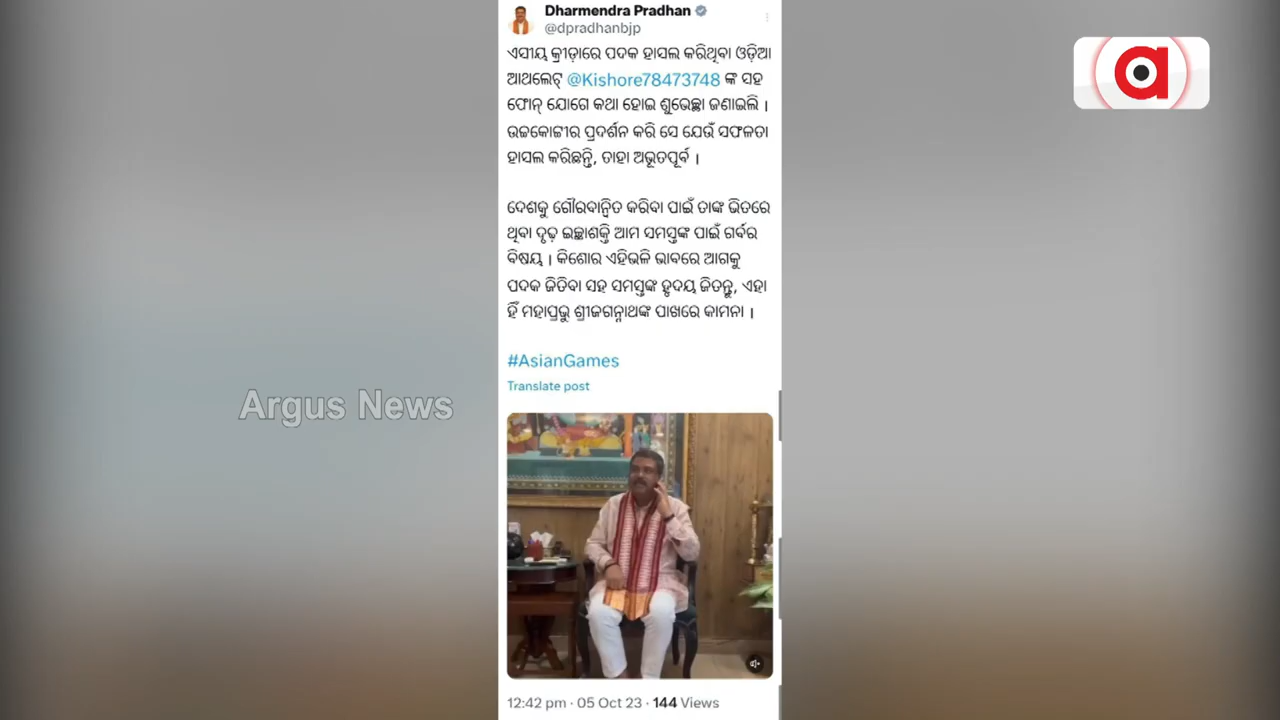 Dharmendra Pradhan
@dpradhanbjp
ଏସୀୟ କ୍ରୀଡ଼ାରେ ପଦକ ହାସଲ କରିଥିବା ଓଡ଼ିଆ
ଆଥଲେଟ୍ @Kishore78473748 ଙ୍କ ସହ
ଫୋନ୍ ଯୋଗେ କଥା ହୋଇ ଶୁଭେଚ୍ଛା ଜଣାଇଲି ।
ଉଚ୍ଚକୋଟୀର ପ୍ରଦର୍ଶନ କରି ସେ ଯେଉଁ ସଫଳତା
ହାସଲ କରିଛନ୍ତି, ତାହା ଅଭୂତପୂର୍ବ ।
ଦେଶକୁ ଗୌରବାନ୍ୱିତ କରିବା ପାଇଁ ତାଙ୍କ ଭିତରେ
ଥିବା ଦୃଢ଼ ଇଚ୍ଛାଶକ୍ତି ଆମ ସମସ୍ତଙ୍କ ପାଇଁ ଗର୍ବର
ବିଷୟ । କିଶୋର ଏହିଭଳି ଭାବରେ ଆଗକୁ
ପଦକ ଜିତିବା ସହ ସମସ୍ତଙ୍କ ହୃଦୟ ଜିତନ୍ତୁ, ଏହା
ହିଁ ମହାପ୍ରଭୁ ଶ୍ରୀଜଗନ୍ନାଥଙ୍କ ପାଖରେ କାମନା ।
#AsianGames
Translate post
12:42 pm · 05 Oct 23 · 144 Views
Argus News
a